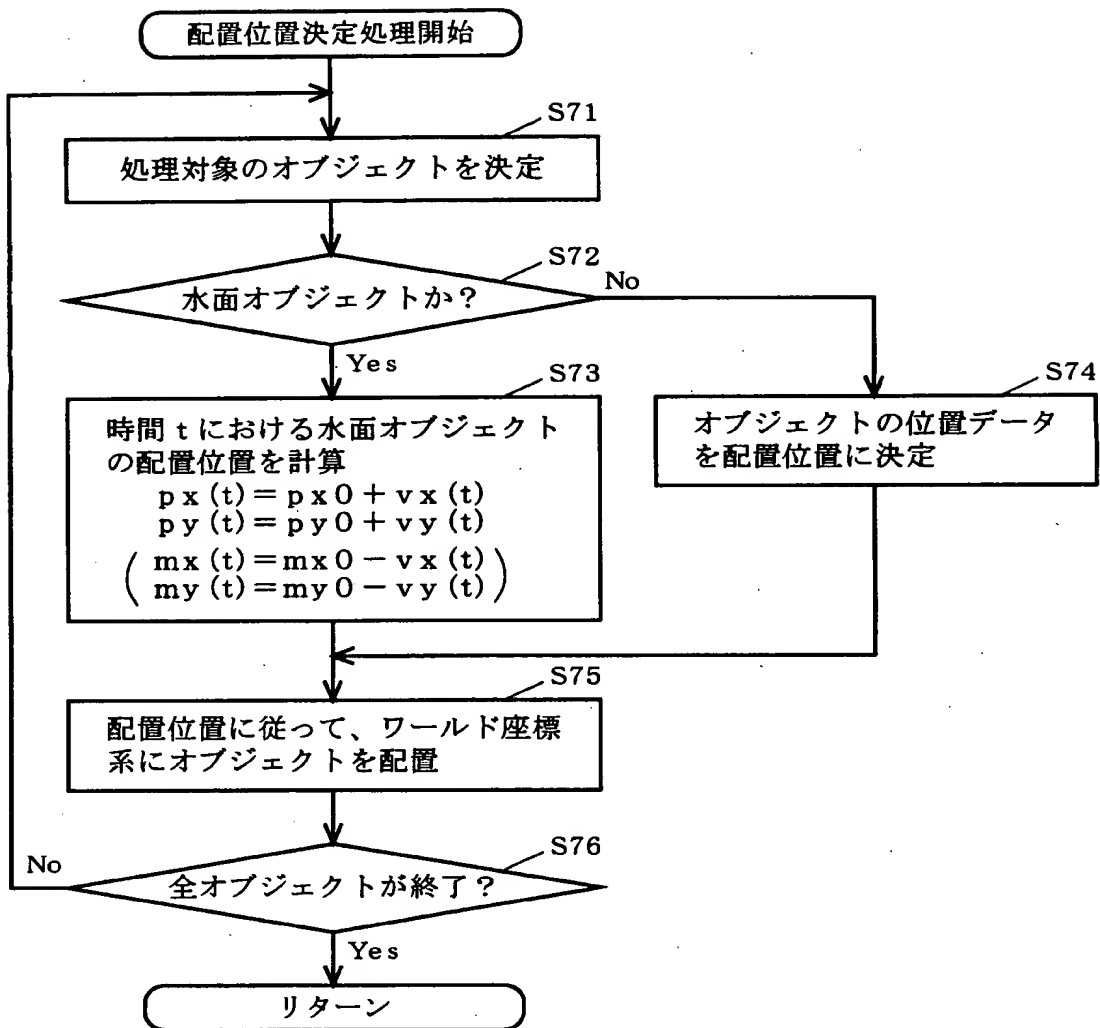 配置位置決定処理開始
S71
処理対象のオブジェクトを決定
S72
水面オブジェクトか？
No
Yes
S73
時間tにおける水面オブジェクト
の配置位置を計算
px(t)=px0+vx(t)
py(t)=py0+vy(t)
(mx(t)=mx0-vx(t)
my(t)=my0-vy(t))
S74
オブジェクトの位置データ
を配置位置に決定
S75
配置位置に従って、ワールド座標
系にオブジェクトを配置
S76
全オブジェクトが終了？
No
Yes
リターン